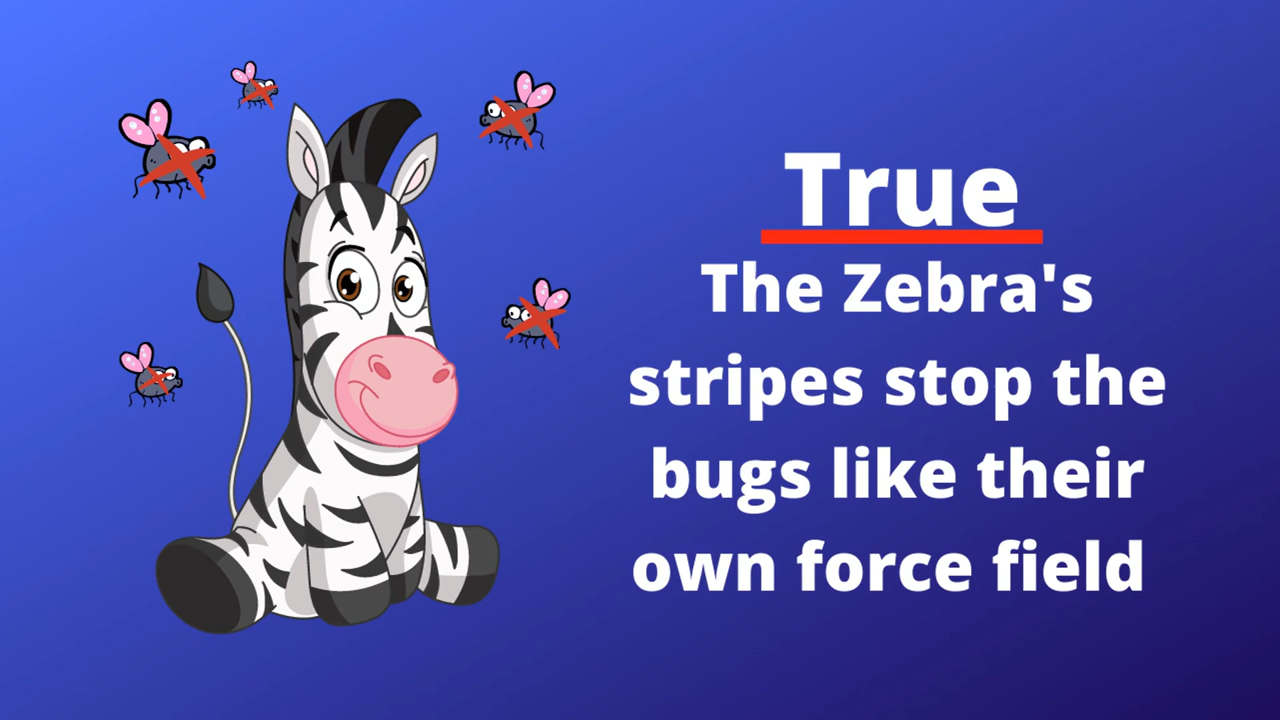 True
The Zebra's
stripes stop the
bugs like their
own force field